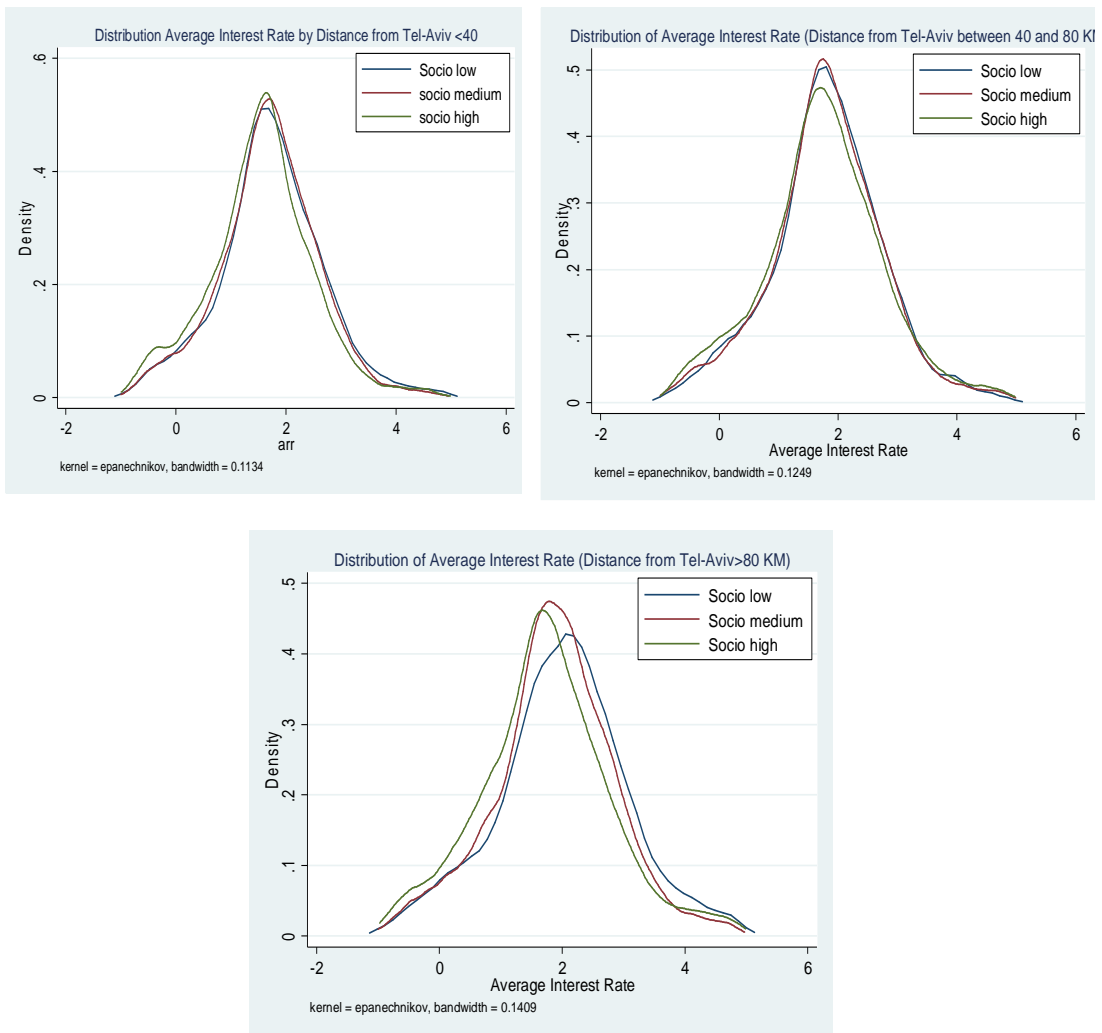 Distribution Average Interest Rate by Distance from Tel-Aviv <40
.6
Socio low
socio medium
socio high
.4
Density
.2
0
-2 0 2 4 6
arr
kernel = epanechnikov, bandwidth = 0.1134
Distribution of Average Interest Rate (Distance from Tel-Aviv between 40 and 80 KM
.5
Socio low
Socio medium
Socio high
.4
Density
.3
.2
.1
0
-2 0 2 4 6
Average Interest Rate
kernel = epanechnikov, bandwidth = 0.1249
Distribution of Average Interest Rate (Distance from Tel-Aviv>80 KM)
.5
Socio low
Socio medium
Socio high
.4
.3
Density
.2
.1
0
-2 0 2 4 6
Average Interest Rate
kernel = epanechnikov, bandwidth = 0.1409